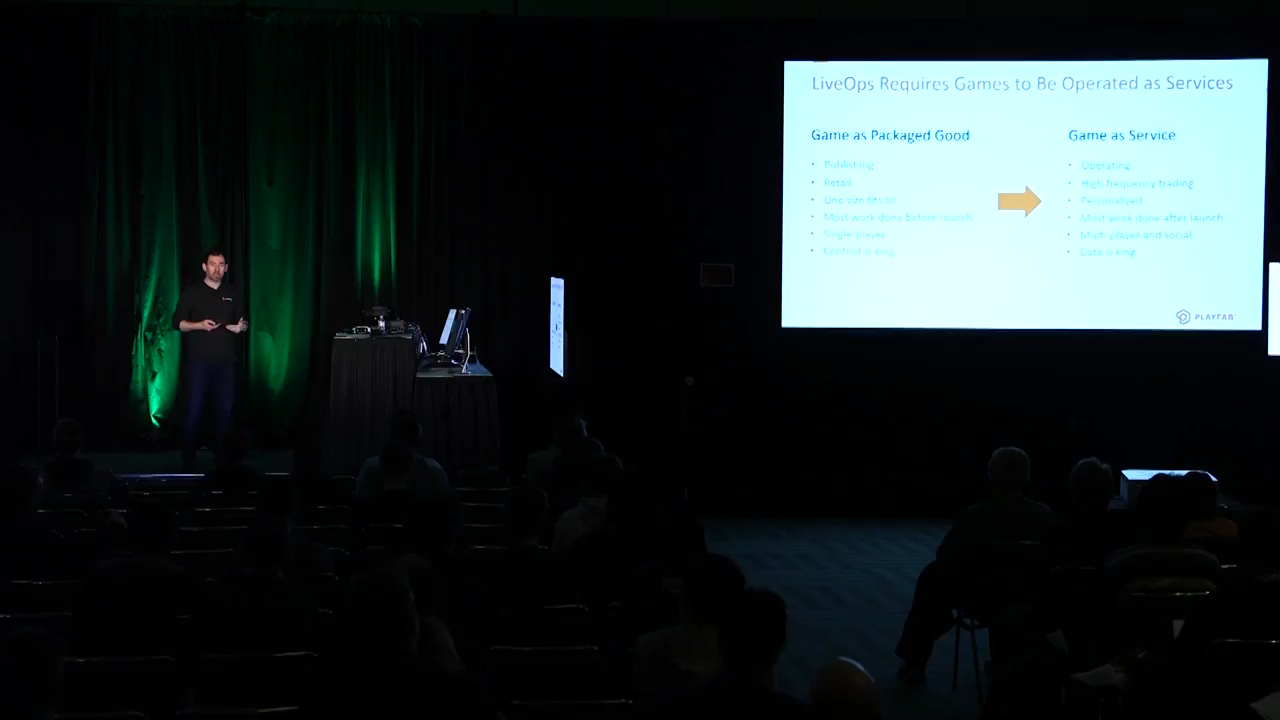 LiveOps Requires Games to Be Operated as Services
Game as Packaged Good
• Publishing
• Retail
• One size fits all
• Most work done before launch
• Single-player
• Content is king
Game as Service
• Operating
• High frequency trading
• Personalized
• Most work done after launch
• Multi player and social
• Data is king
PLAYFAB